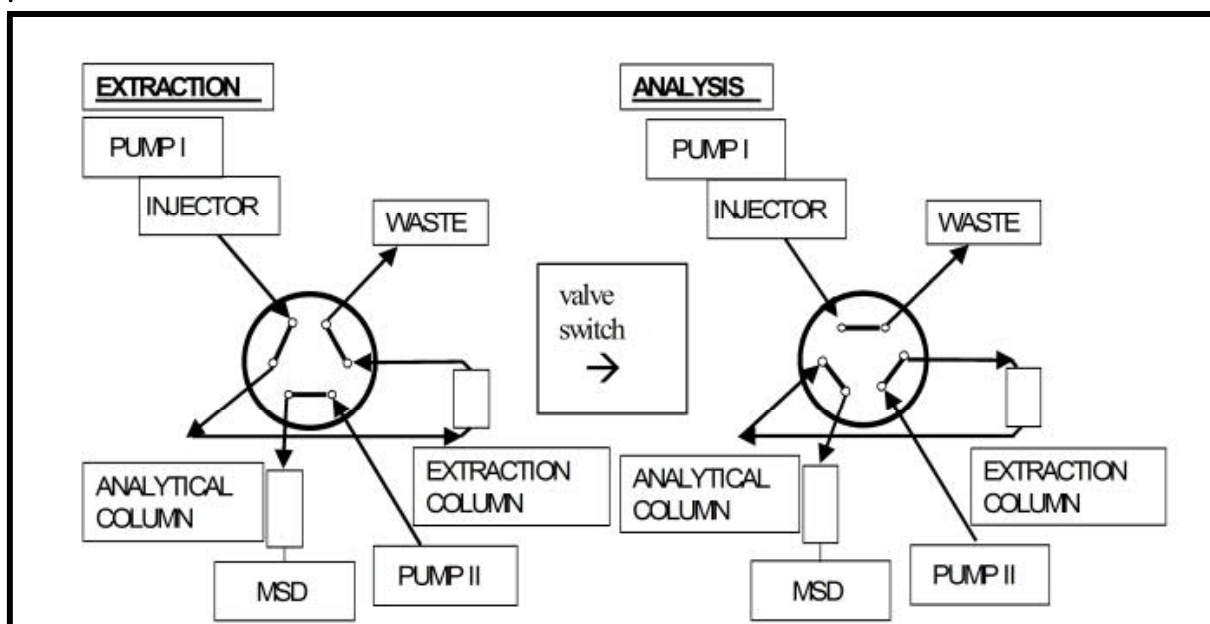 EXTRACTION
PUMP I
INJECTOR
WASTE
ANALYTICAL
COLUMN
EXTRACTION
COLUMN
MSD
PUMP II
valve
switch
→
ANALYSIS
PUMP I
INJECTOR
WASTE
ANALYTICAL
COLUMN
EXTRACTION
COLUMN
MSD
PUMP II